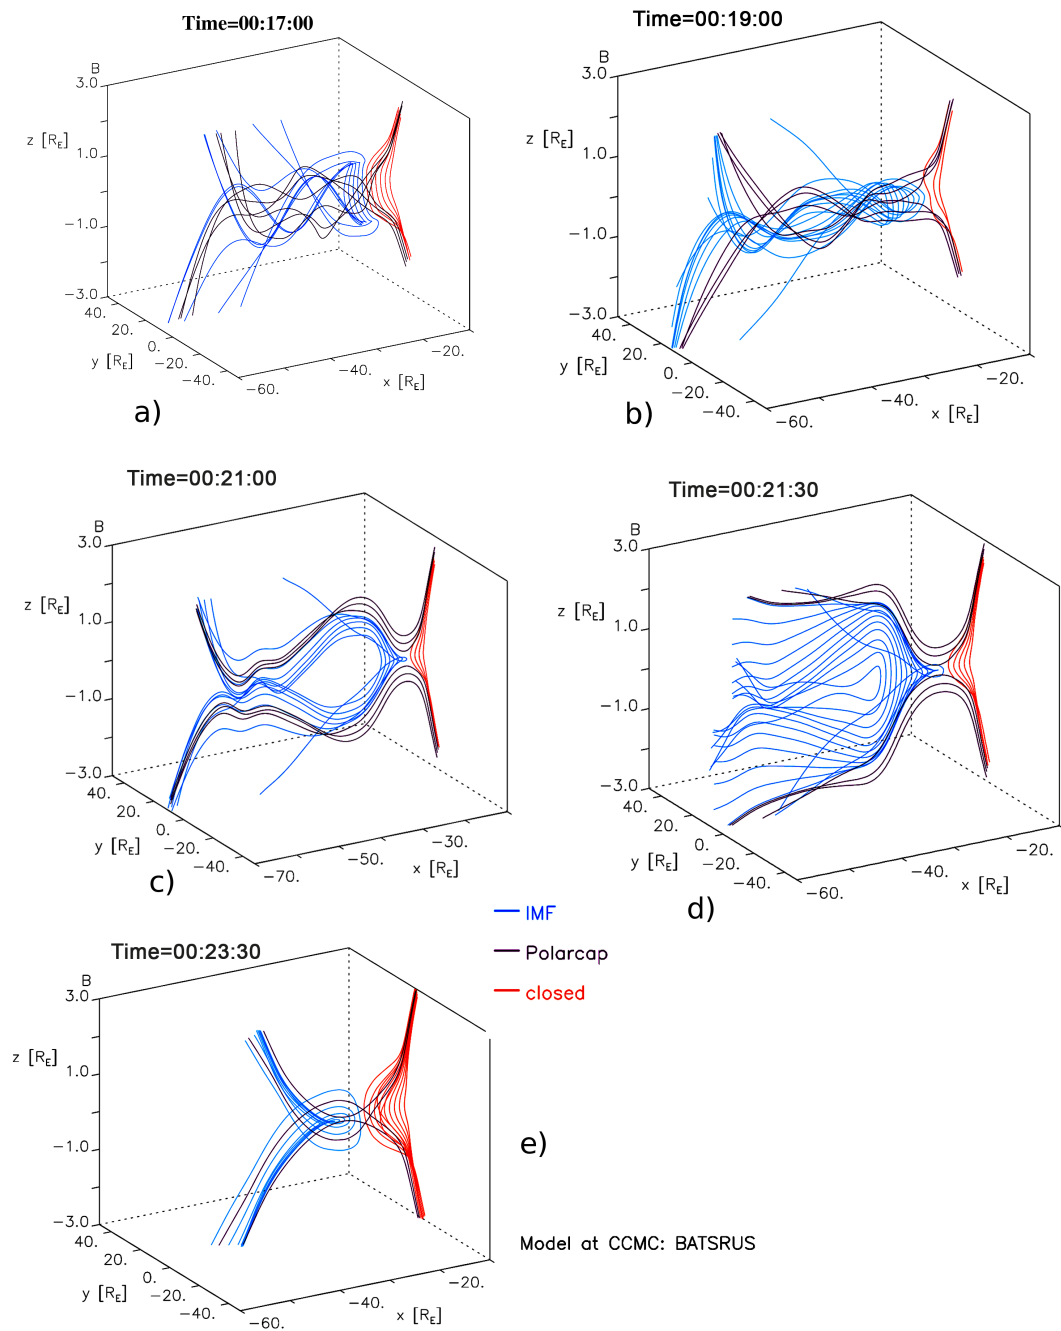 Time=00:17:00
B
3.0
z [RE]
1.0
−1.0
−3.0
40.
20.
0.
−20.
−40.
y [RE]
−60.
−40.
−20.
x [RE]
a)
Time=00:19:00
B
3.0
z [RE]
1.0
−1.0
−3.0
40.
20.
0.
−20.
−40.
y [RE]
−60.
−40.
−20.
x [RE]
b)
Time=00:21:00
B
3.0
z [RE]
1.0
−1.0
−3.0
40.
20.
0.
−20.
−40.
y [RE]
−70.
−50.
−30.
x [RE]
c)
Time=00:21:30
B
3.0
z [RE]
1.0
−1.0
−3.0
40.
20.
0.
−20.
−40.
y [RE]
−60.
−40.
−20.
x [RE]
d)
IMF
Polarcap
closed
Time=00:23:30
B
3.0
z [RE]
1.0
−1.0
−3.0
40.
20.
0.
−20.
−40.
y [RE]
−60.
−40.
−20.
x [RE]
e)
Model at CCMC: BATSRUS